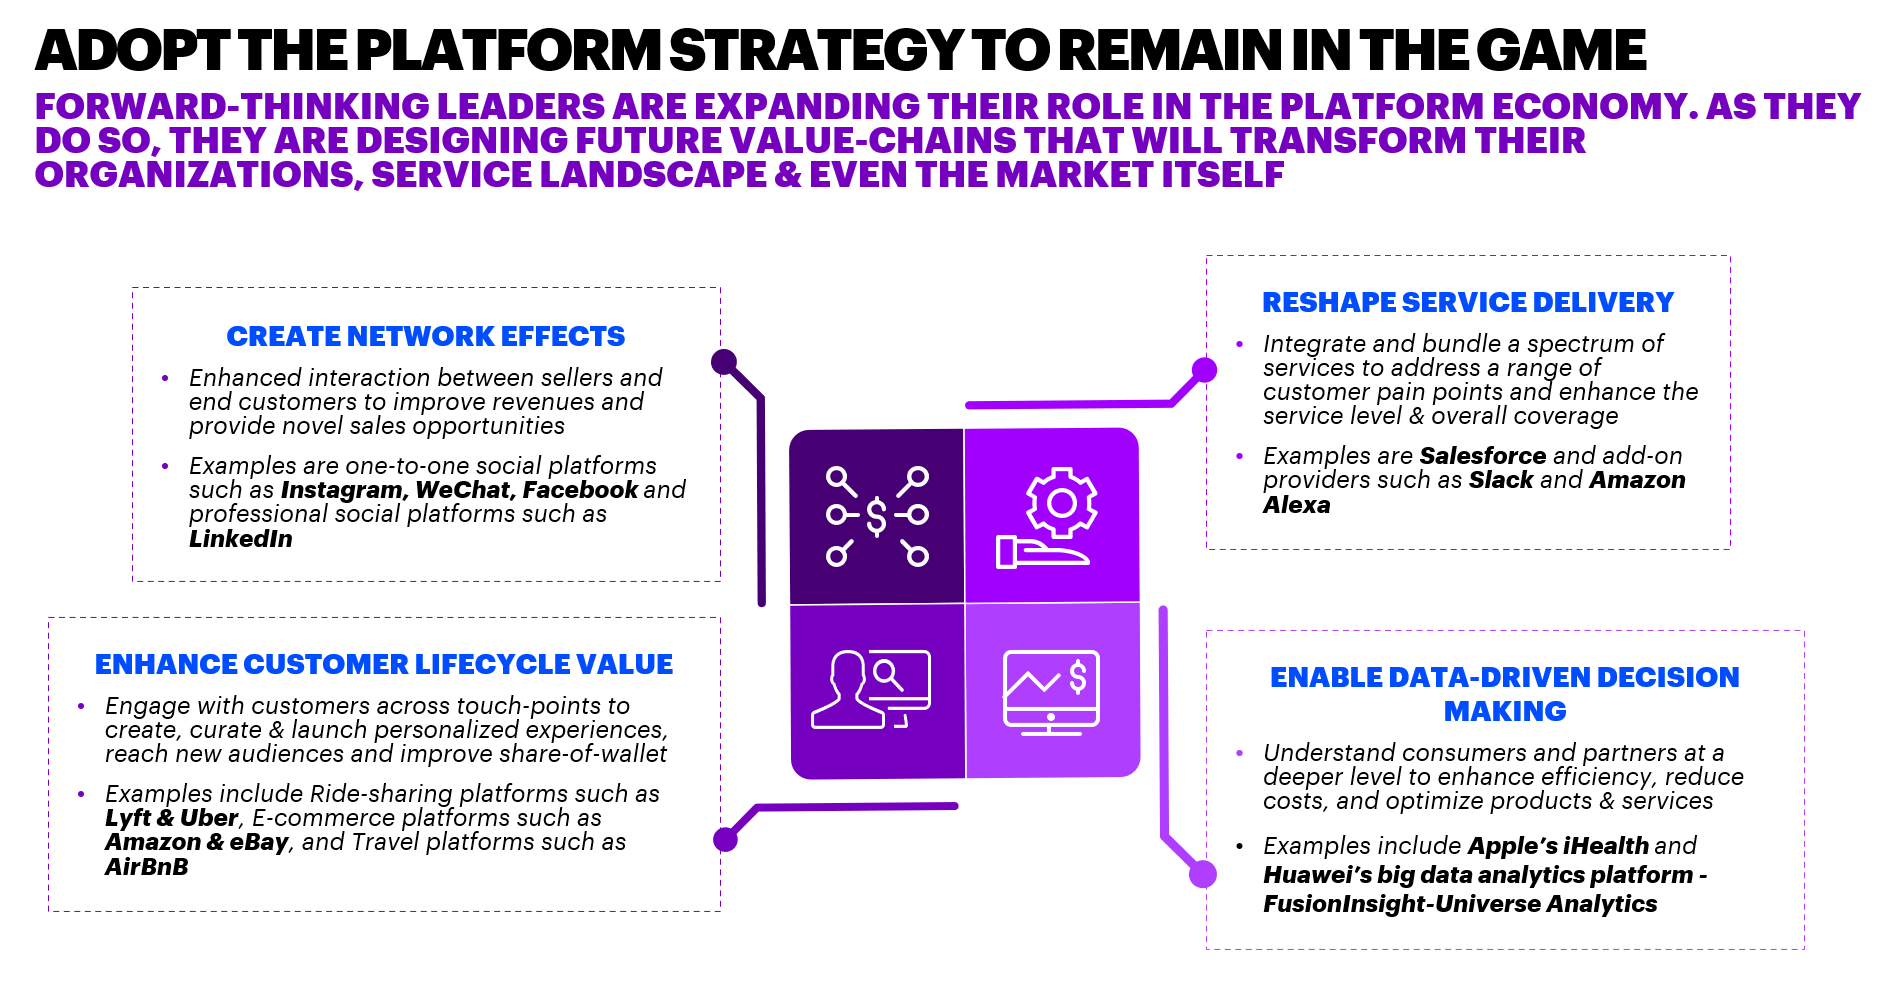 ADOPT THE PLATFORM STRATEGY TO REMAIN IN THE GAME
FORWARD-THINKING LEADERS ARE EXPANDING THEIR ROLE IN THE PLATFORM ECONOMY. AS THEY
DO SO, THEY ARE DESIGNING FUTURE VALUE-CHAINS THAT WILL TRANSFORM THEIR
ORGANIZATIONS, SERVICE LANDSCAPE & EVEN THE MARKET ITSELF
CREATE NETWORK EFFECTS
• Enhanced interaction between sellers and
end customers to improve revenues and
provide novel sales opportunities
• Examples are one-to-one social platforms
such as Instagram, WeChat, Facebook and
professional social platforms such as
LinkedIn
RESHAPE SERVICE DELIVERY
• Integrate and bundle a spectrum of
services to address a range of
customer pain points and enhance the
service level & overall coverage
• Examples are Salesforce and add-on
providers such as Slack and Amazon
Alexa
ENHANCE CUSTOMER LIFECYCLE VALUE
• Engage with customers across touch-points to
create, curate & launch personalized experiences,
reach new audiences and improve share-of-wallet
• Examples include Ride-sharing platforms such as
Lyft & Uber, E-commerce platforms such as
Amazon & eBay, and Travel platforms such as
AirBnB
ENABLE DATA-DRIVEN DECISION
MAKING
• Understand consumers and partners at a
deeper level to enhance efficiency, reduce
costs, and optimize products & services
• Examples include Apple’s iHealth and
Huawei’s big data analytics platform -
FusionInsight-Universe Analytics